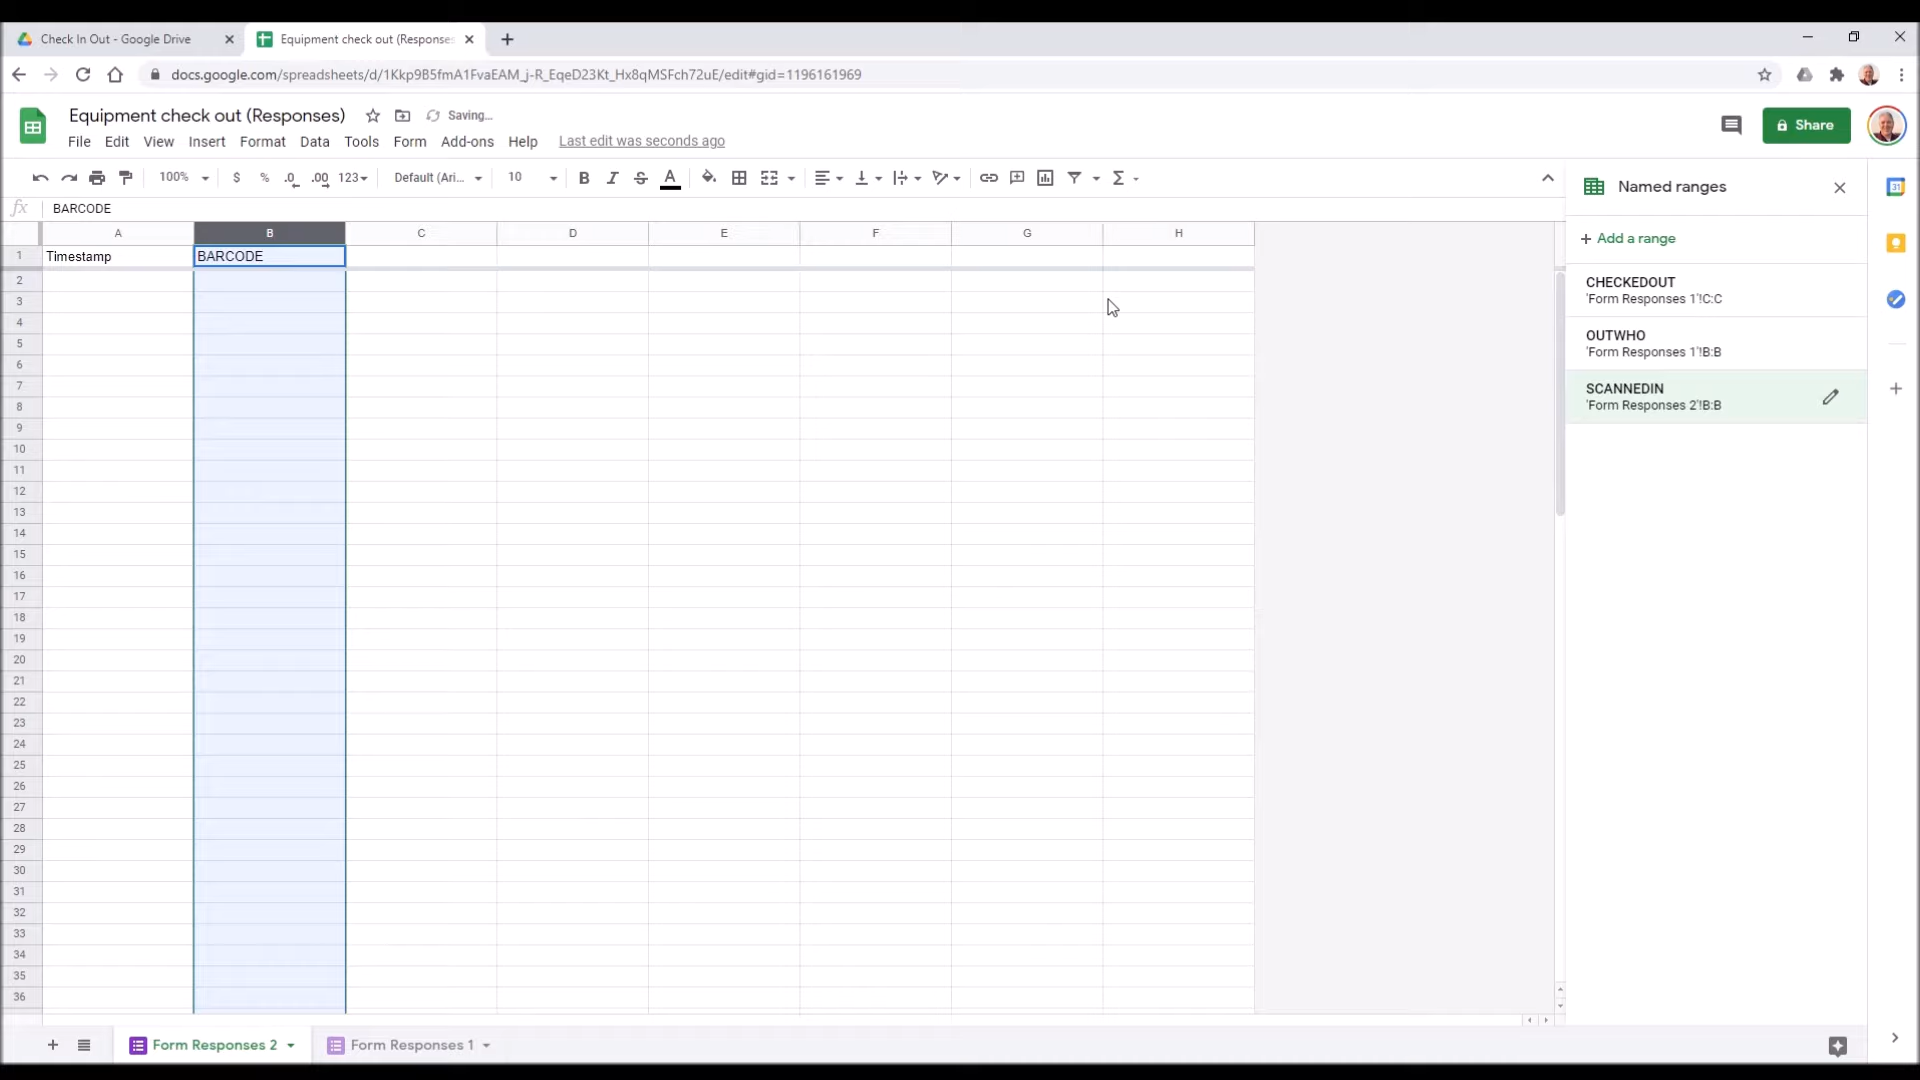 Check In Out - Google Drive
Equipment check out (Responses
docs.google.com/spreadsheets/d/1Kkp9B5fmA1FvaEAM_j-R_EqeD23Kt_Hx8qMSFch72uE/edit#gid=1196161969
Equipment check out (Responses)
Saving...
Share
File Edit View Insert Format Data Tools Form Add-ons Help Last edit was seconds ago
100% $ % .0 .00 123 Default (Ari... 10 B I S A Σ
Named ranges
fx BARCODE
A B C D E F G H
Add a range
1 Timestamp BARCODE
2
3
4
5
6
7
8
9
10
11
12
13
14
15
16
17
18
19
20
21
22
23
24
25
26
27
28
29
30
31
32
33
34
35
36
CHECKEDOUT
'Form Responses 1'!C:C
OUTWHO
'Form Responses 1'!B:B
SCANNEDIN
'Form Responses 2'!B:B
31
Form Responses 2
Form Responses 1